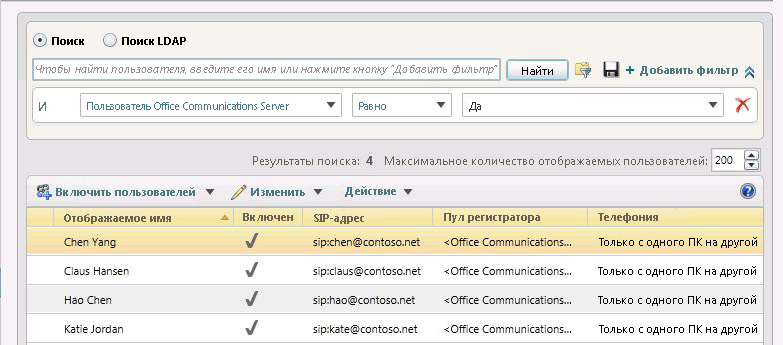 Поиск Поиск LDAP
Чтобы найти пользователя, введите его имя или нажмите кнопку "Добавить фильтр" Найти + Добавить фильтр
И Пользователь Office Communications Server Равно Да
Результаты поиска: 4 Максимальное количество отображаемых пользователей: 200
Включить пользователей Изменить Действие
Отображаемое имя Включен SIP-адрес Пул регистратора Телефония
Chen Yang sip:chen@contoso.net <Office Communications... Только с одного ПК на другой
Claus Hansen sip:claus@contoso.net <Office Communications... Только с одного ПК на другой
Hao Chen sip:hao@contoso.net <Office Communications... Только с одного ПК на другой
Katie Jordan sip:kate@contoso.net <Office Communications... Только с одного ПК на другой